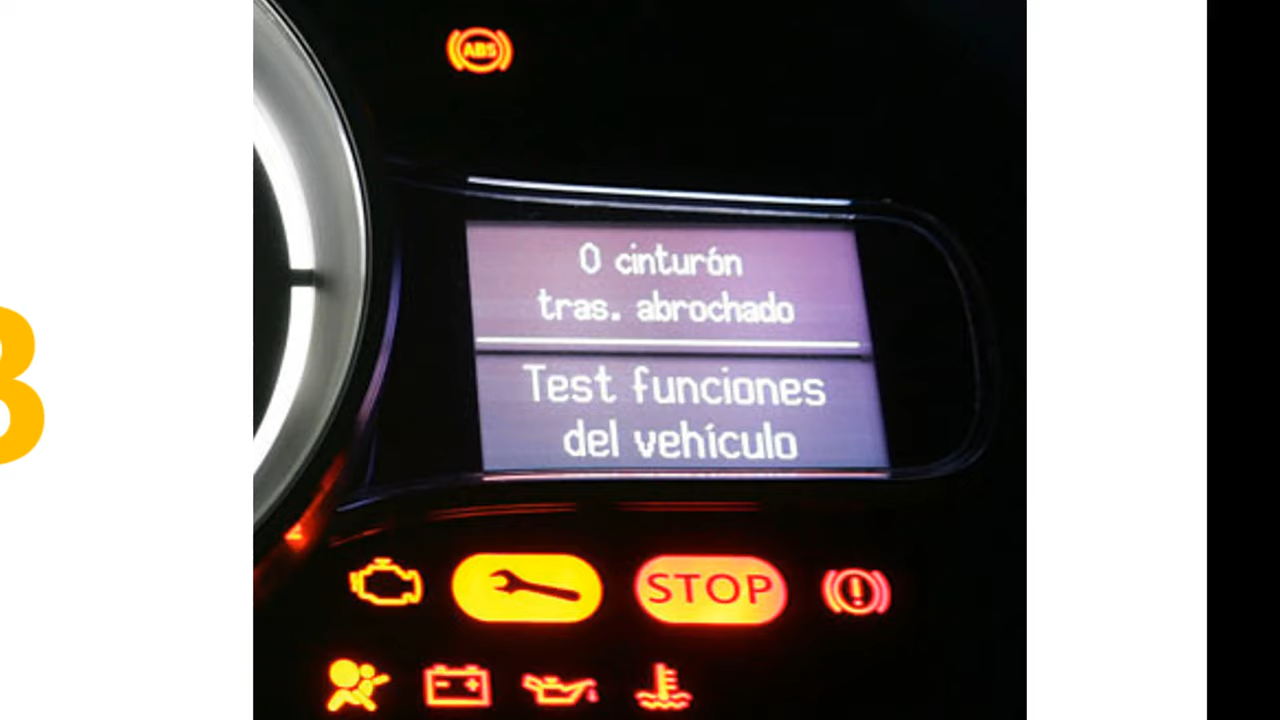 ABS
0 cinturón
tras. abrochado
Test funciones
del vehículo
STOP